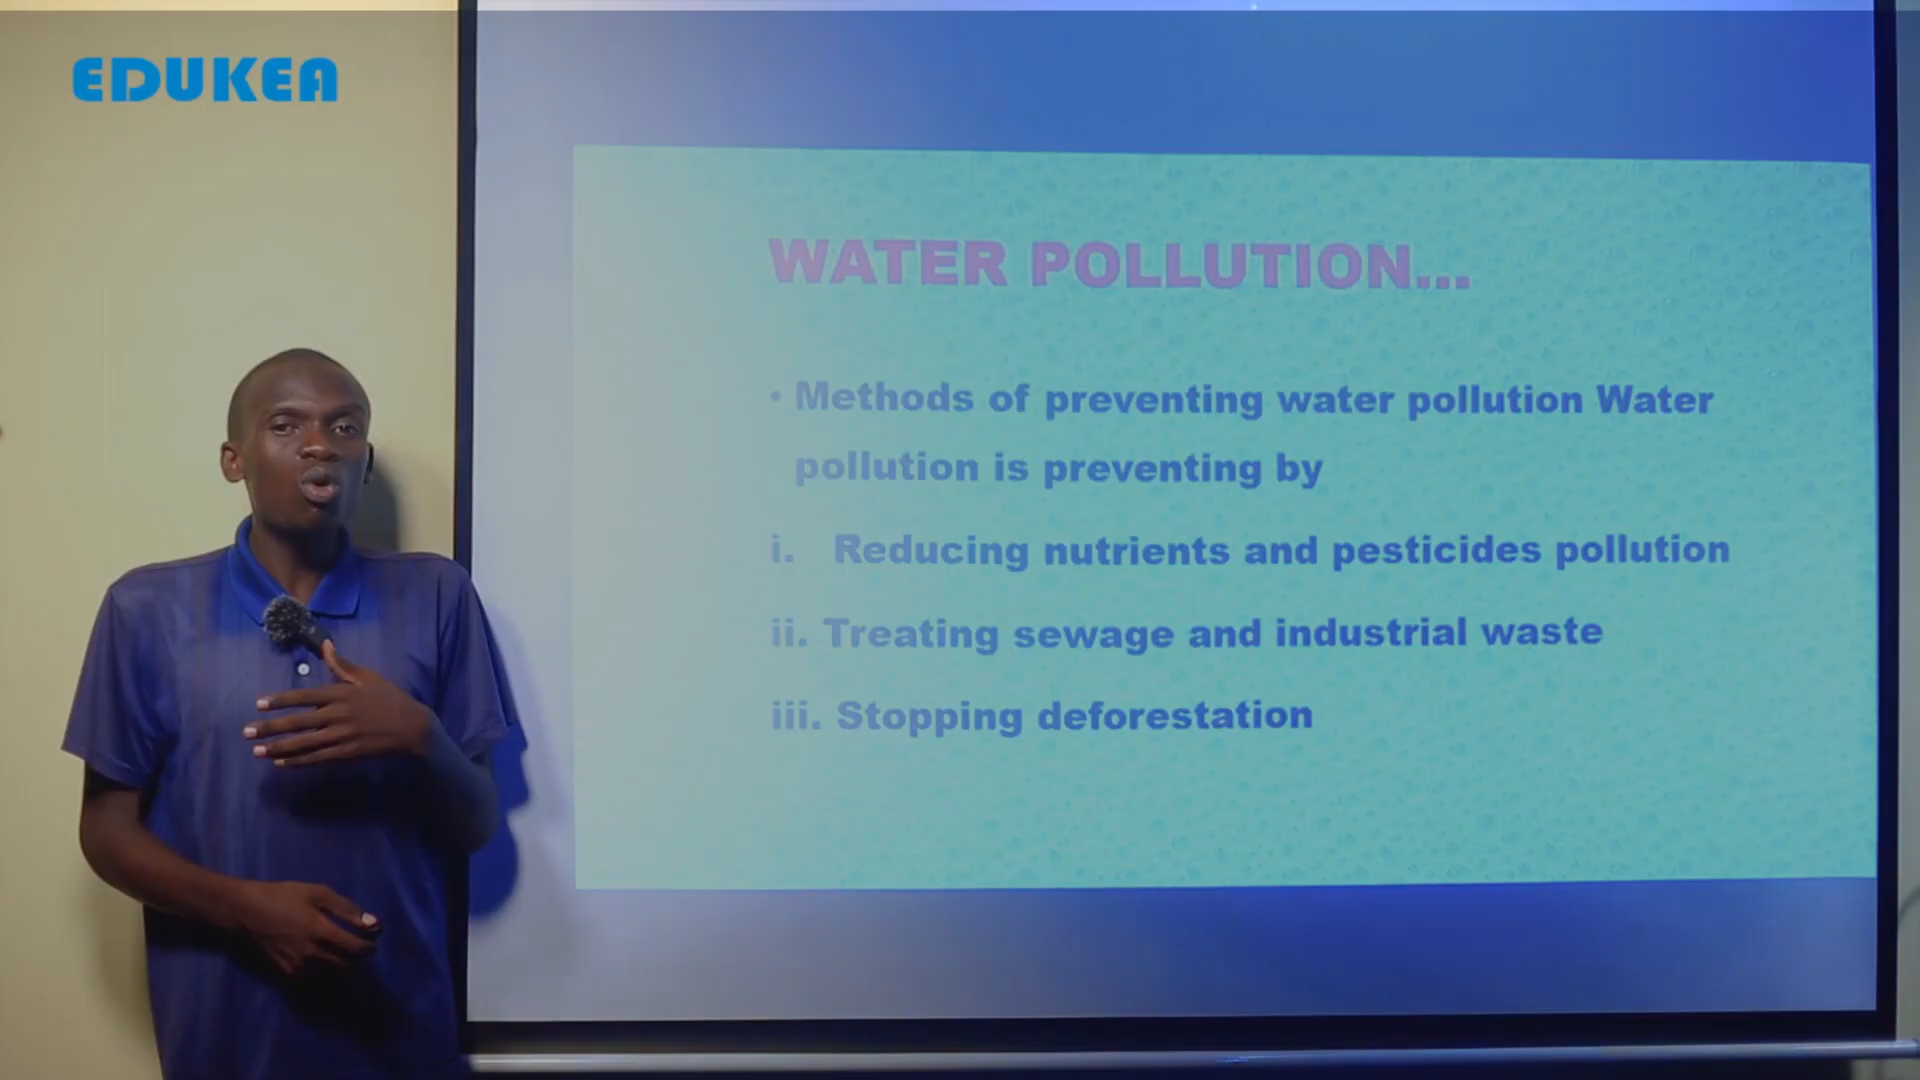 EDUKEA
WATER POLLUTION...
• Methods of preventing water pollution Water
pollution is preventing by
i. Reducing nutrients and pesticides pollution
ii. Treating sewage and industrial waste
iii. Stopping deforestation